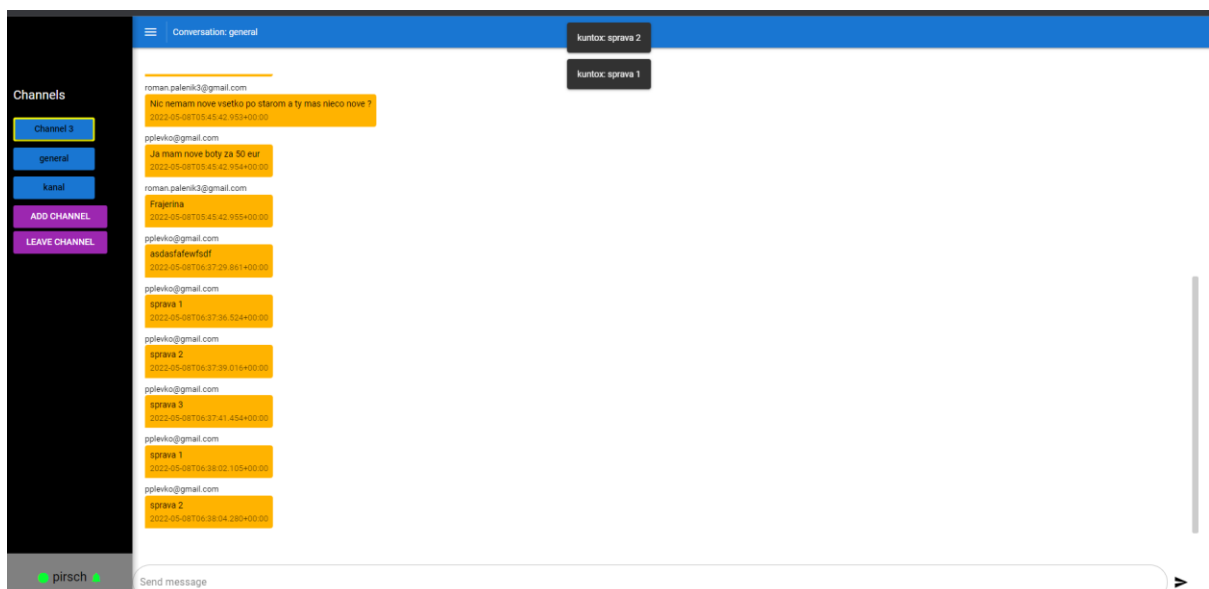 Conversation: general
kuntox: sprava 2
kuntox: sprava 1
Channels
Channel 3
general
kanal
ADD CHANNEL
LEAVE CHANNEL
roman.palenik3@gmail.com
Nic nemam nove vsetko po starom a ty mas nieco nove ?
2022-05-08T05:45:42.953+00:00
pplevko@gmail.com
Ja mam nove boty za 50 eur
2022-05-08T05:45:42.954+00:00
roman.palenik3@gmail.com
Frajerina
2022-05-08T05:45:42.955+00:00
pplevko@gmail.com
asdasfafewfsdf
2022-05-08T06:37:29.861+00:00
pplevko@gmail.com
sprava 1
2022-05-08T06:37:36.524+00:00
pplevko@gmail.com
sprava 2
2022-05-08T06:37:39.016+00:00
pplevko@gmail.com
sprava 3
2022-05-08T06:37:41.454+00:00
pplevko@gmail.com
sprava 1
2022-05-08T06:38:02.105+00:00
pplevko@gmail.com
sprava 2
2022-05-08T06:38:04.280+00:00
pirsch
Send message